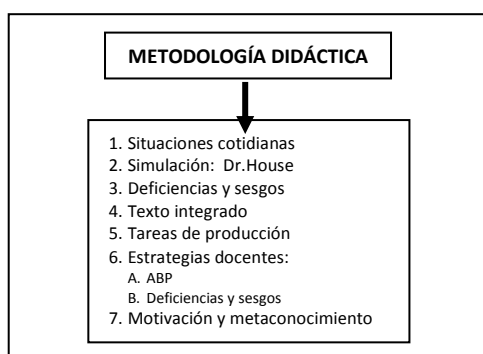 METODOLOGÍA DIDÁCTICA
1. Situaciones cotidianas
2. Simulación: Dr.House
3. Deficiencias y sesgos
4. Texto integrado
5. Tareas de producción
6. Estrategias docentes:
A. ABP
B. Deficiencias y sesgos
7. Motivación y metaconocimiento